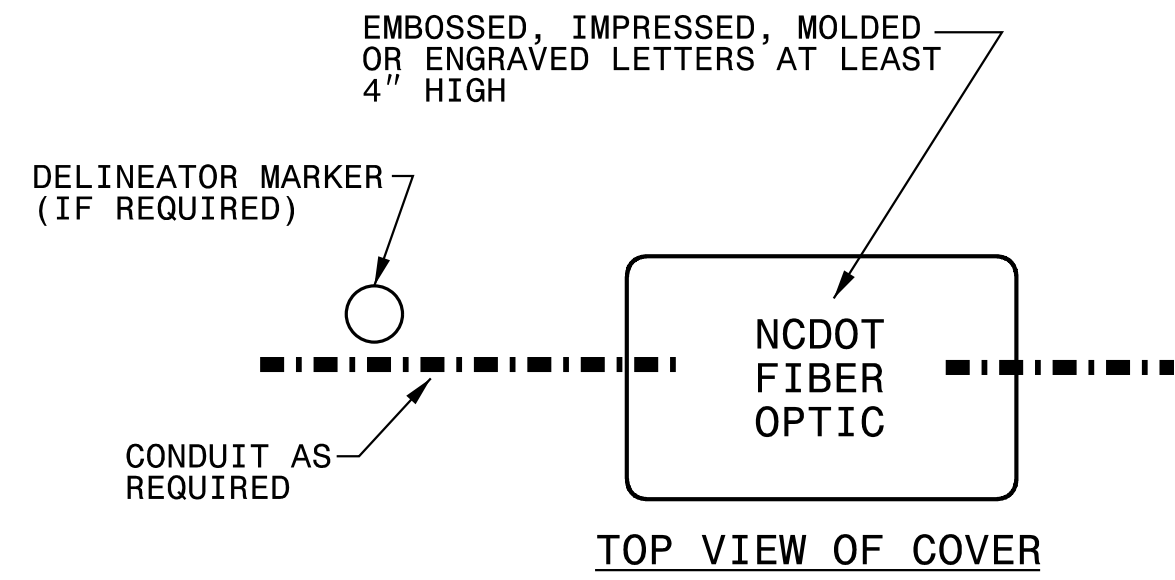 EMBOSSED, IMPRESSED, MOLDED
OR ENGRAVED LETTERS AT LEAST
4" HIGH
DELINEATOR MARKER
(IF REQUIRED)
NCDOT
FIBER
OPTIC
CONDUIT AS
REQUIRED
TOP VIEW OF COVER